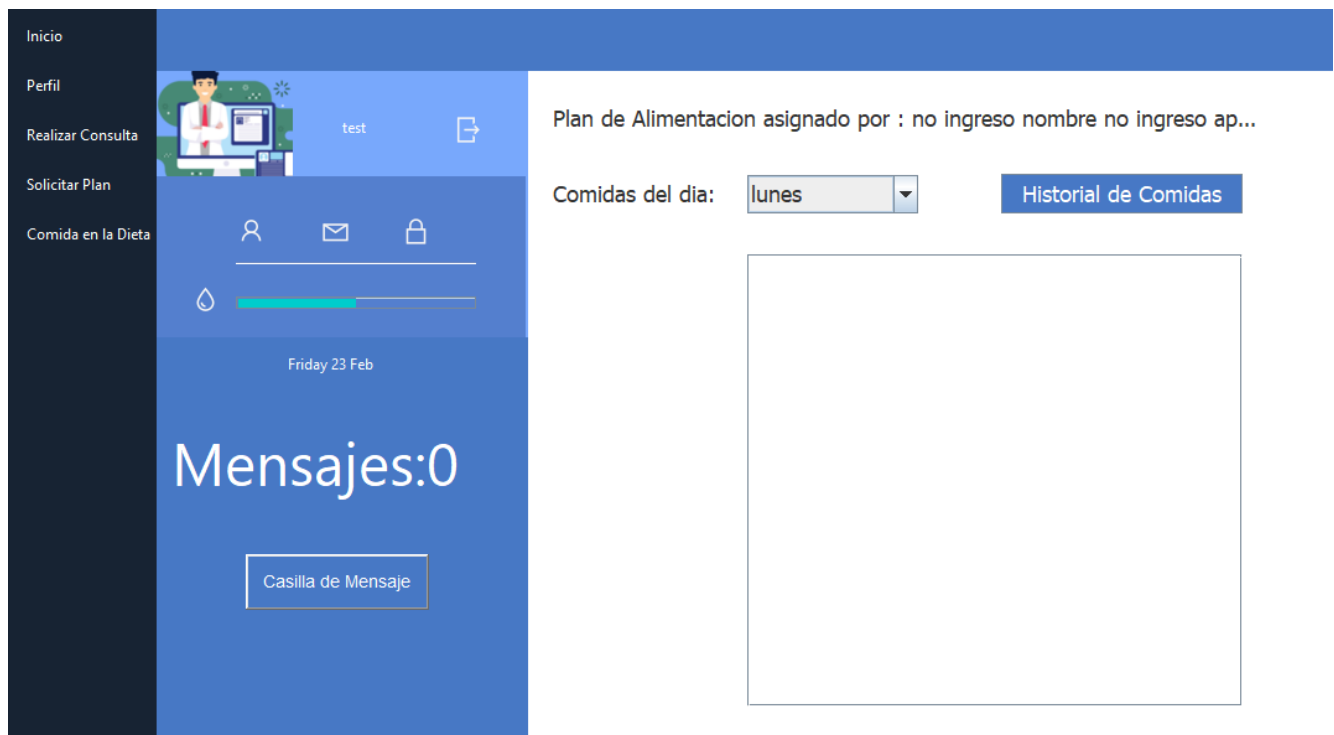 Inicio
Perfil
Realizar Consulta
Solicitar Plan
Comida en la Dieta
test
Friday 23 Feb
Mensajes:0
Casilla de Mensaje
Plan de Alimentacion asignado por : no ingreso nombre no ingreso ap...
Comidas del dia:
lunes
Historial de Comidas